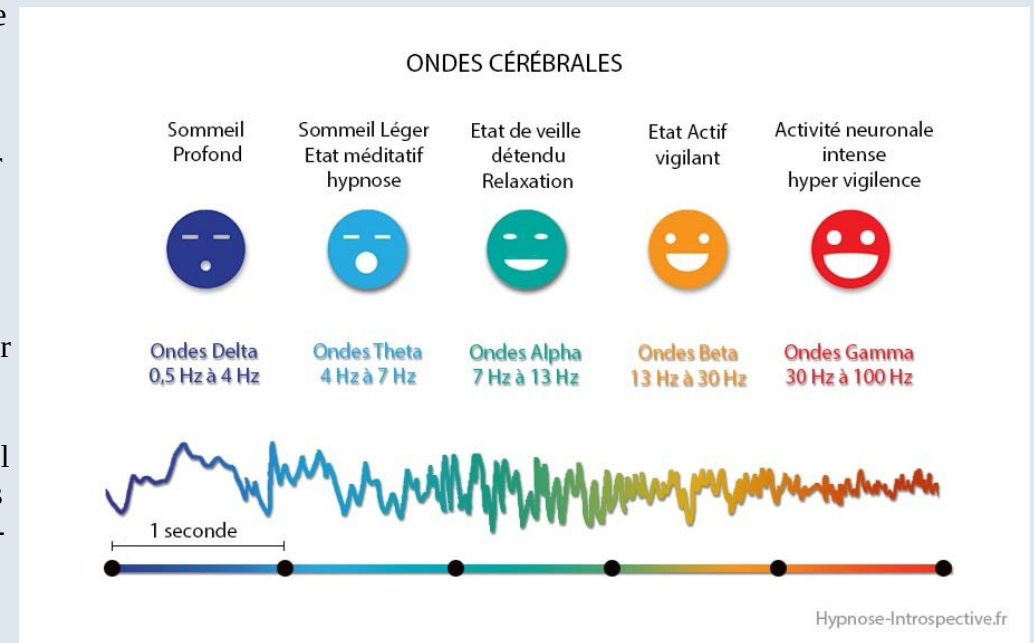 e
r
r
l
s
-
ONDES CÉRÉBRALES
Sommeil
Profond
Sommeil Léger
Etat méditatif
hypnose
Etat de veille
détendu
Relaxation
Etat Actif
vigilant
Activité neuronale
intense
hyper vigilence
Ondes Delta
0,5 Hz à 4 Hz
Ondes Theta
4 Hz à 7 Hz
Ondes Alpha
7 Hz à 13 Hz
Ondes Beta
13 Hz à 30 Hz
Ondes Gamma
30 Hz à 100 Hz
1 seconde
Hypnose-Introspective.fr